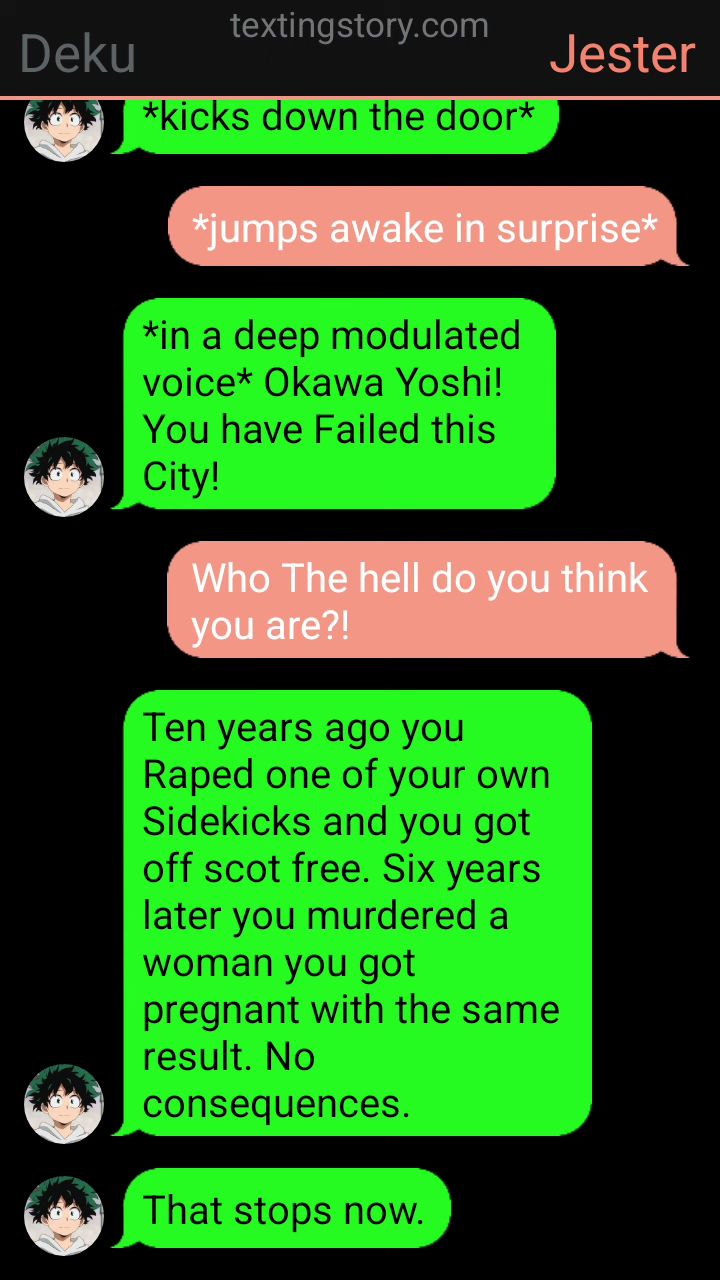 textingstory.com
Deku
Jester
*kicks down the door*
*jumps awake in surprise*
*in a deep modulated
voice* Okawa Yoshi!
You have Failed this
City!
Who The hell do you think
you are?!
Ten years ago you
Raped one of your own
Sidekicks and you got
off scot free. Six years
later you murdered a
woman you got
pregnant with the same
result. No
consequences.
That stops now.